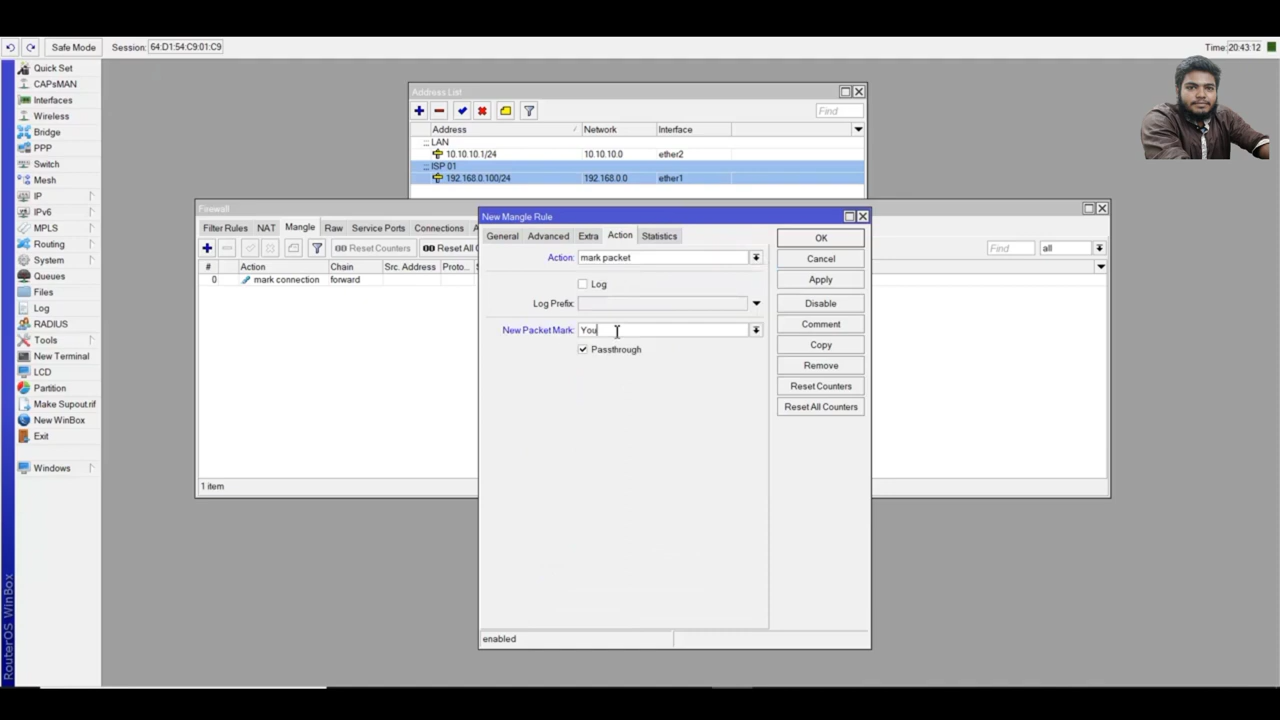 Safe Mode Session: 64:D1:54:C9:01:C9 Time: 20:43:12
Quick Set
CAPsMAN
Interfaces
Wireless
Bridge
PPP
Switch
Mesh
IP
IPv6
MPLS
Routing
System
Queues
Files
Log
RADIUS
Tools
New Terminal
LCD
Partition
Make Supout.rif
New WinBox
Exit
Windows
RouterOS WinBox
Address List
Find
Address Network Interface
::: LAN
10.10.10.1/24 10.10.10.0 ether2
::: ISP 01
192.168.0.100/24 192.168.0.0 ether1
Firewall
Filter Rules NAT Mangle Raw Service Ports Connections
00 Reset Counters 00 Reset All C
Find all
# Action Chain Src. Address Proto...
0 mark connection forward
1 item
New Mangle Rule
General Advanced Extra Action Statistics
Action: mark packet
Log
Log Prefix:
New Packet Mark: You
Passthrough
OK
Cancel
Apply
Disable
Comment
Copy
Remove
Reset Counters
Reset All Counters
enabled